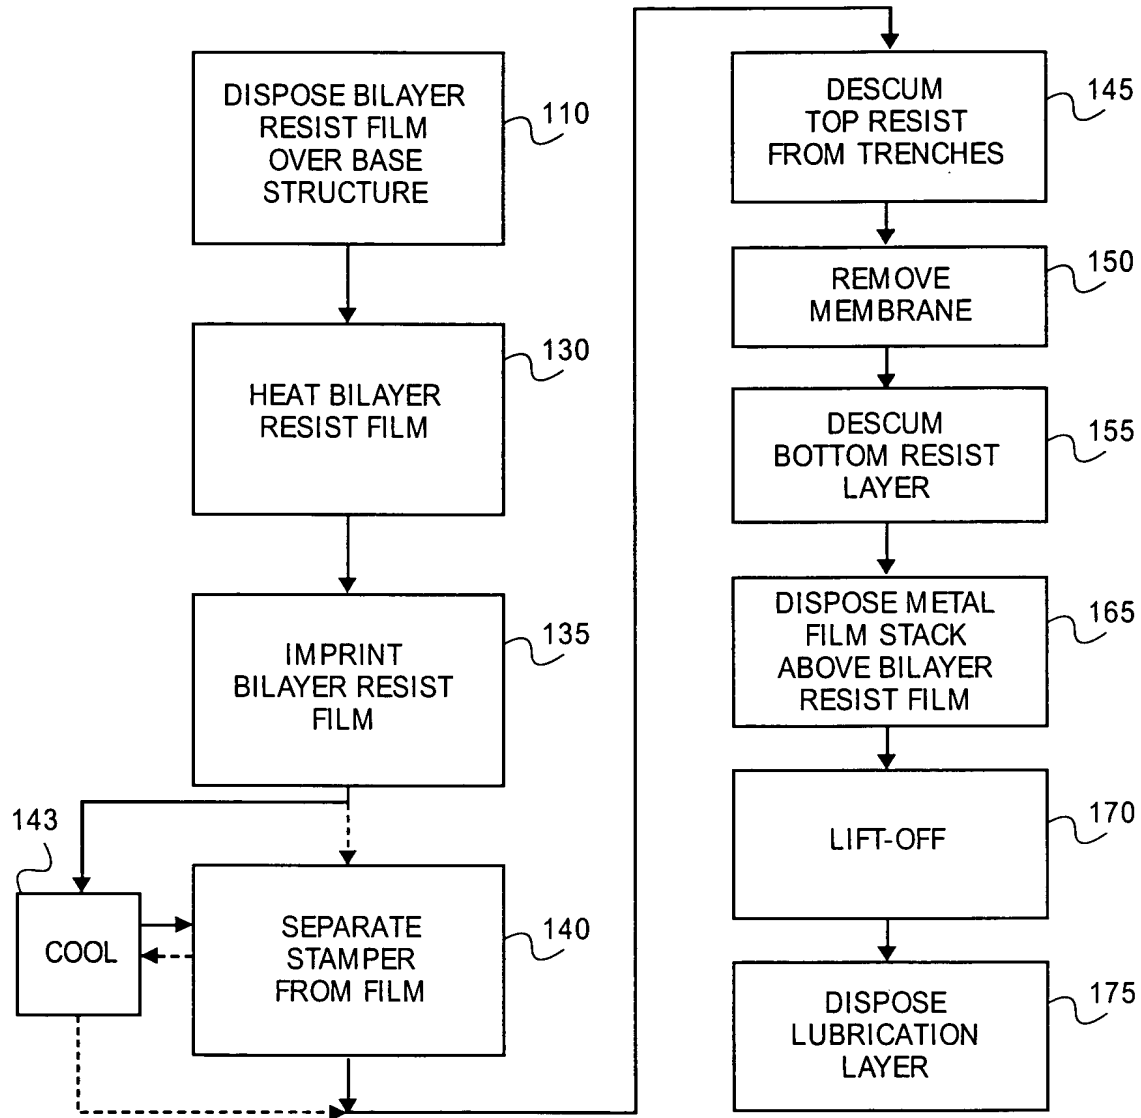 DISPOSE BILAYER
RESIST FILM
OVER BASE
STRUCTURE
110
HEAT BILAYER
RESIST FILM
130
IMPRINT
BILAYER RESIST
FILM
135
143
COOL
SEPARATE
STAMPER
FROM FILM
140
DESCUM
TOP RESIST
FROM TRENCHES
145
REMOVE
MEMBRANE
150
DESCUM
BOTTOM RESIST
LAYER
155
DISPOSE METAL
FILM STACK
ABOVE BILAYER
RESIST FILM
165
LIFT-OFF
170
DISPOSE
LUBRICATION
LAYER
175